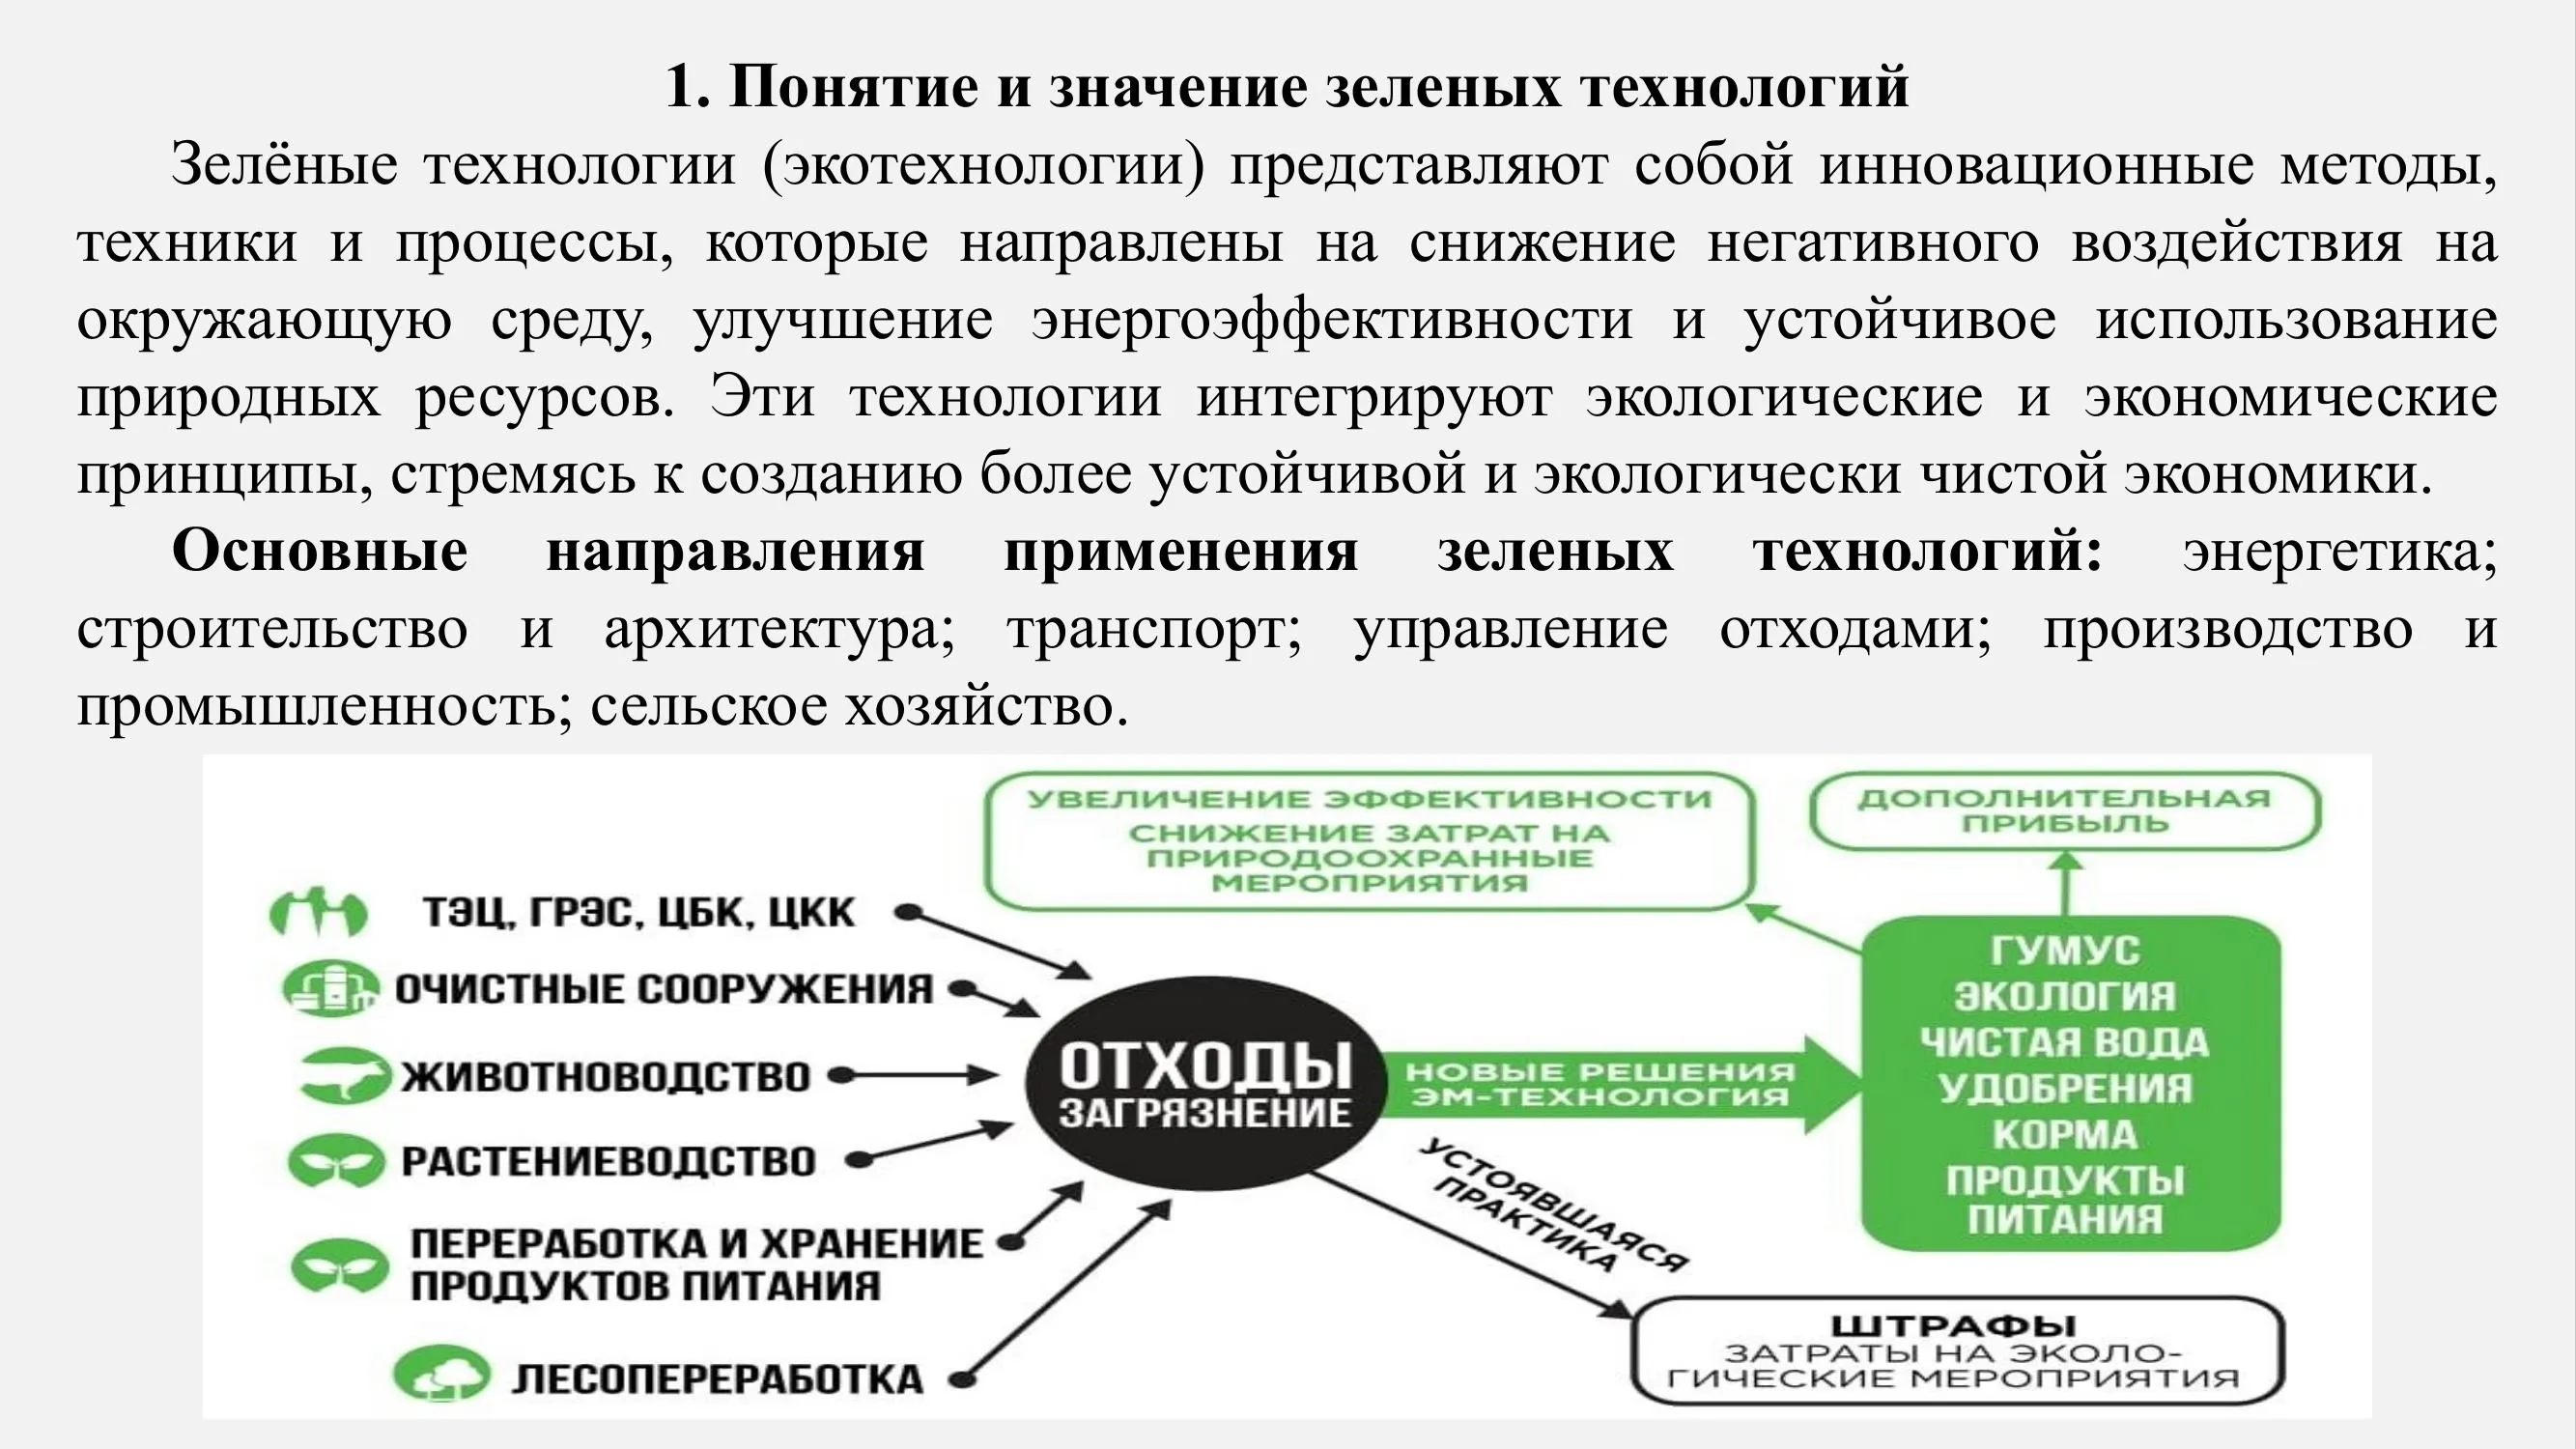 1. Понятие и значение зеленых технологий
Зелёные технологии (экотехнологии) представляют собой инновационные методы,
техники и процессы, которые направлены на снижение негативного воздействия на
окружающую среду, улучшение энергоэффективности и устойчивое использование
природных ресурсов. Эти технологии интегрируют экологические и экономические
принципы, стремясь к созданию более устойчивой и экологически чистой экономики.
Основные направления применения зеленых технологий: энергетика;
строительство и архитектура; транспорт; управление отходами; производство и
промышленность; сельское хозяйство.
ТЭЦ, ГРЭС, ЦБК, ЦКК
ОЧИСТНЫЕ СООРУЖЕНИЯ
ЖИВОТНОВОДСТВО
РАСТЕНИЕВОДСТВО
ПЕРЕРАБОТКА И ХРАНЕНИЕ
ПРОДУКТОВ ПИТАНИЯ
ЛЕСОПЕРЕРАБОТКА
ОТХОДЫ
ЗАГРЯЗНЕНИЕ
УВЕЛИЧЕНИЕ ЭФФЕКТИВНОСТИ
СНИЖЕНИЕ ЗАТРАТ НА
ПРИРОДООХРАННЫЕ
МЕРОПРИЯТИЯ
ДОПОЛНИТЕЛЬНАЯ
ПРИБЫЛЬ
НОВЫЕ РЕШЕНИЯ
ЭМ-ТЕХНОЛОГИЯ
ГУМУС
ЭКОЛОГИЯ
ЧИСТАЯ ВОДА
УДОБРЕНИЯ
КОРМА
ПРОДУКТЫ
ПИТАНИЯ
УСТОЯВШАЯСЯ
ПРАКТИКА
ШТРАФЫ
ЗАТРАТЫ НА ЭКОЛО-
ГИЧЕСКИЕ МЕРОПРИЯТИЯ